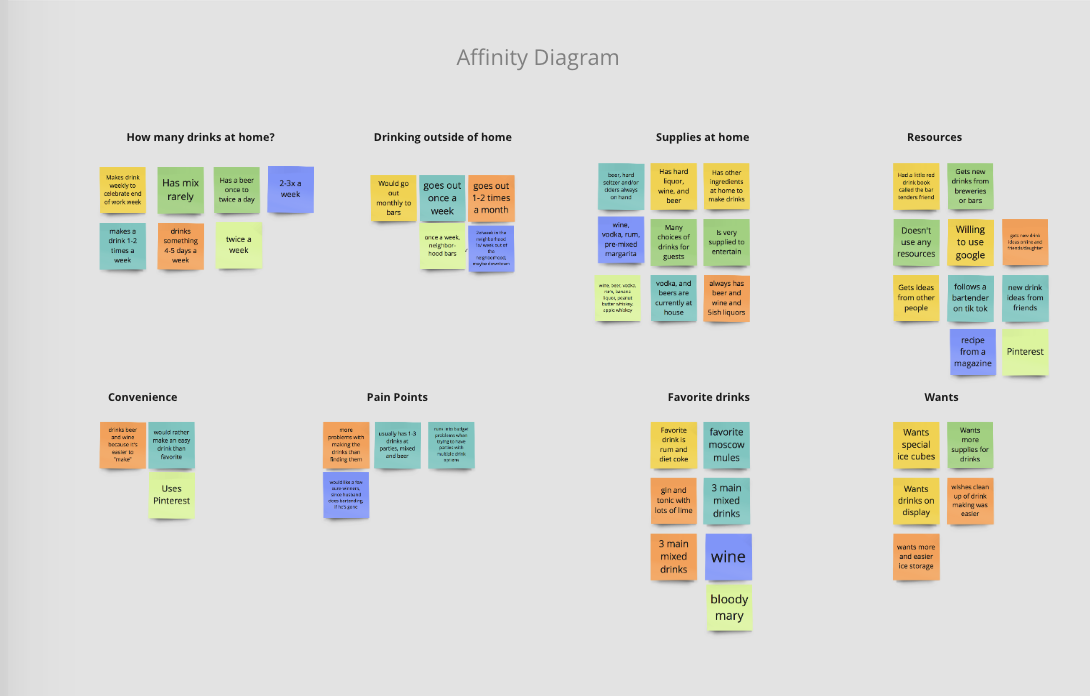 Affinity Diagram
How many drinks at home?
Makes drink
weekly to
celebrate end
of work week
Has mix
rarely
Has a beer
once to
twice a day
2-3x a
week
makes a
drink 1-2
times a
week
drinks
something
4-5 days a
week
twice a
week
Drinking outside of home
Would go
out
monthly to
bars
goes out
once a
week
goes out
1-2 times
a month
once a week,
neighbor-
hood bars
Supplies at home
beer, hard
seltzer and/or
ciders always
on hand
Has hard
liquor,
wine, and
beer
Has other
ingredients
at home to
make drinks
wine,
vodka, rum,
pre-mixed
margarita
Many
choices of
drinks for
guests
Is very
supplied to
entertain
wine, beer, vodka,
rum, banana
liquor, peanut
butter whiskey,
apple whiskey
vodka, and
beers are
currently at
house
always has
beer and
wine and
5ish liquors
Resources
Had a little red
drink book
called the bar
tenders friend
Gets new
drinks from
breweries
or bars
Doesn't
use any
resources
Willing
to use
google
gets new drink
ideas online and
friends daughter
Gets ideas
from other
people
follows a
bartender
on tik tok
new drink
ideas from
friends
recipe
from a
magazine
Pinterest
Convenience
drinks beer
and wine
because it's
easier to
"make"
would rather
make an easy
drink than
favorite
Uses
Pinterest
Pain Points
more
problems with
making the
drinks than
finding them
usually has 1-3
drinks at
parties, mixed
and beer
runs into budget
problems when
trying to have
parties with
multiple drink
options
would like a few
sure-winners,
since husband
does bartending,
if he's gone
Favorite drinks
Favorite
drink is
rum and
diet coke
favorite
moscow
mules
gin and
tonic with
lots of lime
3 main
mixed
drinks
3 main
mixed
drinks
wine
bloody
mary
Wants
Wants
special
ice cubes
Wants
more
supplies for
drinks
Wants
drinks on
display
wishes clean
up of drink
making was
easier
wants more
and easier
ice storage